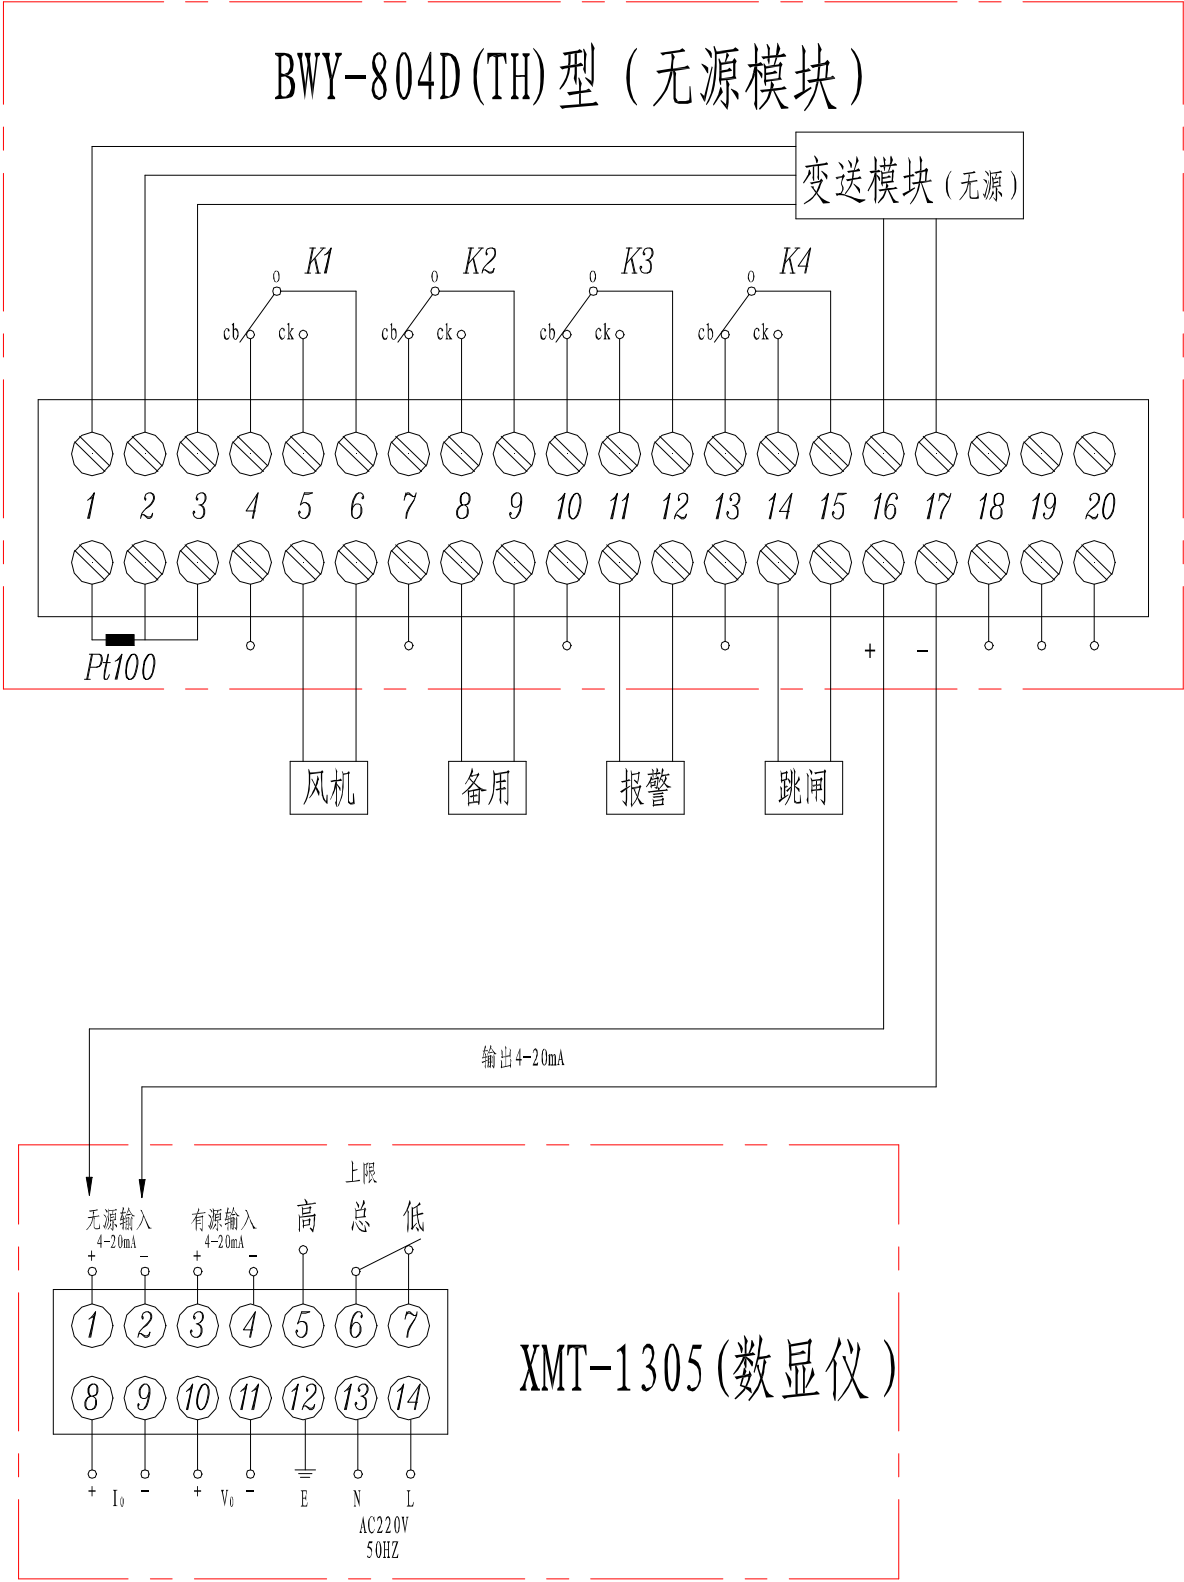 BWY-804D(TH)型（无源模块）
变送模块（无源）
K1 K2 K3 K4
o o o o
cb ck cb ck cb ck cb ck
1 2 3 4 5 6 7 8 9 10 11 12 13 14 15 16 17 18 19 20
Pt100
+ -
风机 备用 报警 跳闸
输出4-20mA
上限
无源输入 有源输入 高 总 低
4-20mA 4-20mA
+ - + -
1 2 3 4 5 6 7
XMT-1305(数显仪)
8 9 10 11 12 13 14
+ I0 - + V0 - E N L
AC220V
50HZ